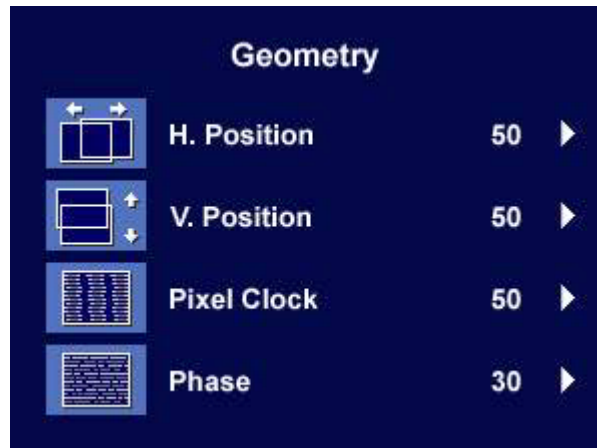 Geometry
H. Position 50
V. Position 50
Pixel Clock 50
Phase 30